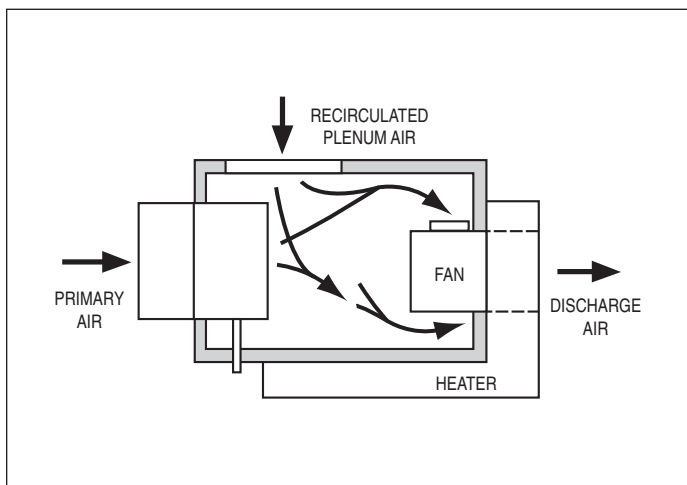 RECIRCULATED
PLENUM AIR
PRIMARY
AIR
FAN
DISCHARGE
AIR
HEATER